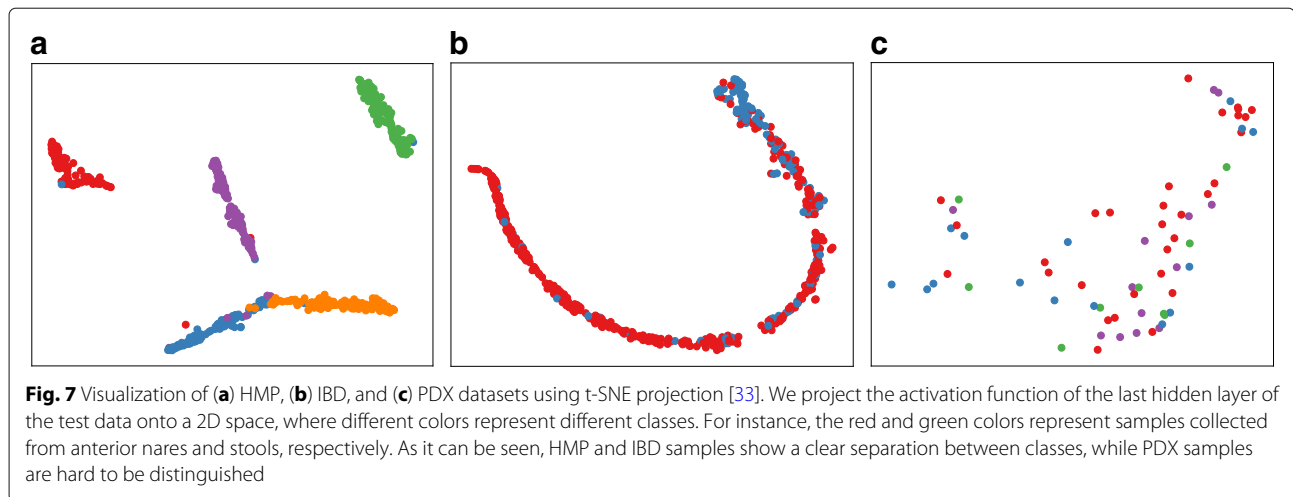 a
b
c
Fig. 7 Visualization of (a) HMP, (b) IBD, and (c) PDX datasets using t-SNE projection [33]. We project the activation function of the last hidden layer of
the test data onto a 2D space, where different colors represent different classes. For instance, the red and green colors represent samples collected
from anterior nares and stools, respectively. As it can be seen, HMP and IBD samples show a clear separation between classes, while PDX samples
are hard to be distinguished